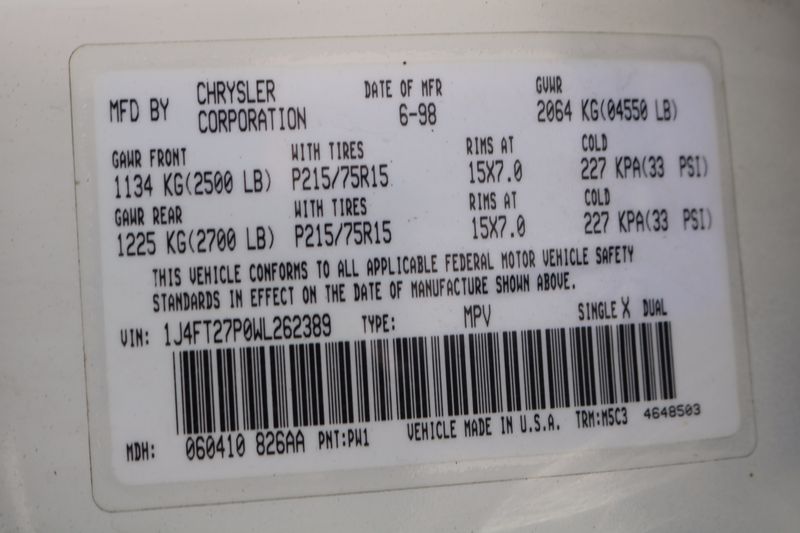 MFD BY CHRYSLER CORPORATION DATE OF MFR 6-98 GVWR 2064 KG(04550 LB)
GAWR FRONT WITH TIRES RIMS AT COLD
1134 KG(2500 LB) P215/75R15 15X7.0 227 KPA(33 PSI)
GAWR REAR WITH TIRES RIMS AT COLD
1225 KG(2700 LB) P215/75R15 15X7.0 227 KPA(33 PSI)
THIS VEHICLE CONFORMS TO ALL APPLICABLE FEDERAL MOTOR VEHICLE SAFETY
STANDARDS IN EFFECT ON THE DATE OF MANUFACTURE SHOWN ABOVE.
VIN: 1J4FT27P0WL262389 TYPE: MPV SINGLE X DUAL
MDH: 060410 826AA PNT:PW1 VEHICLE MADE IN U.S.A. TRM:M5C3 4648503